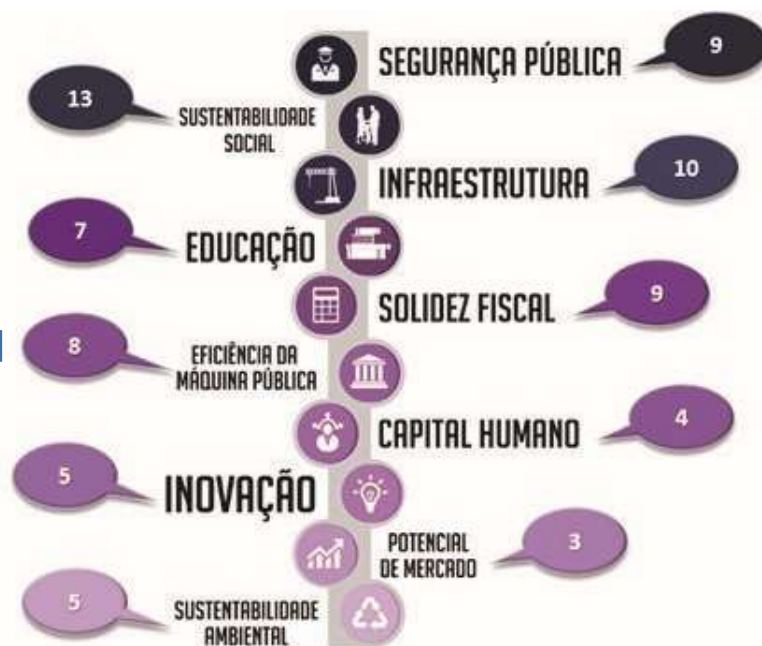 SEGURANÇA PÚBLICA
9
13
SUSTENTABILIDADE
SOCIAL
INFRAESTRUTURA
10
7
EDUCAÇÃO
SOLIDEZ FISCAL
9
8
EFICIÊNCIA DA
MÁQUINA PÚBLICA
CAPITAL HUMANO
4
5
INOVAÇÃO
POTENCIAL
DE MERCADO
3
5
SUSTENTABILIDADE
AMBIENTAL